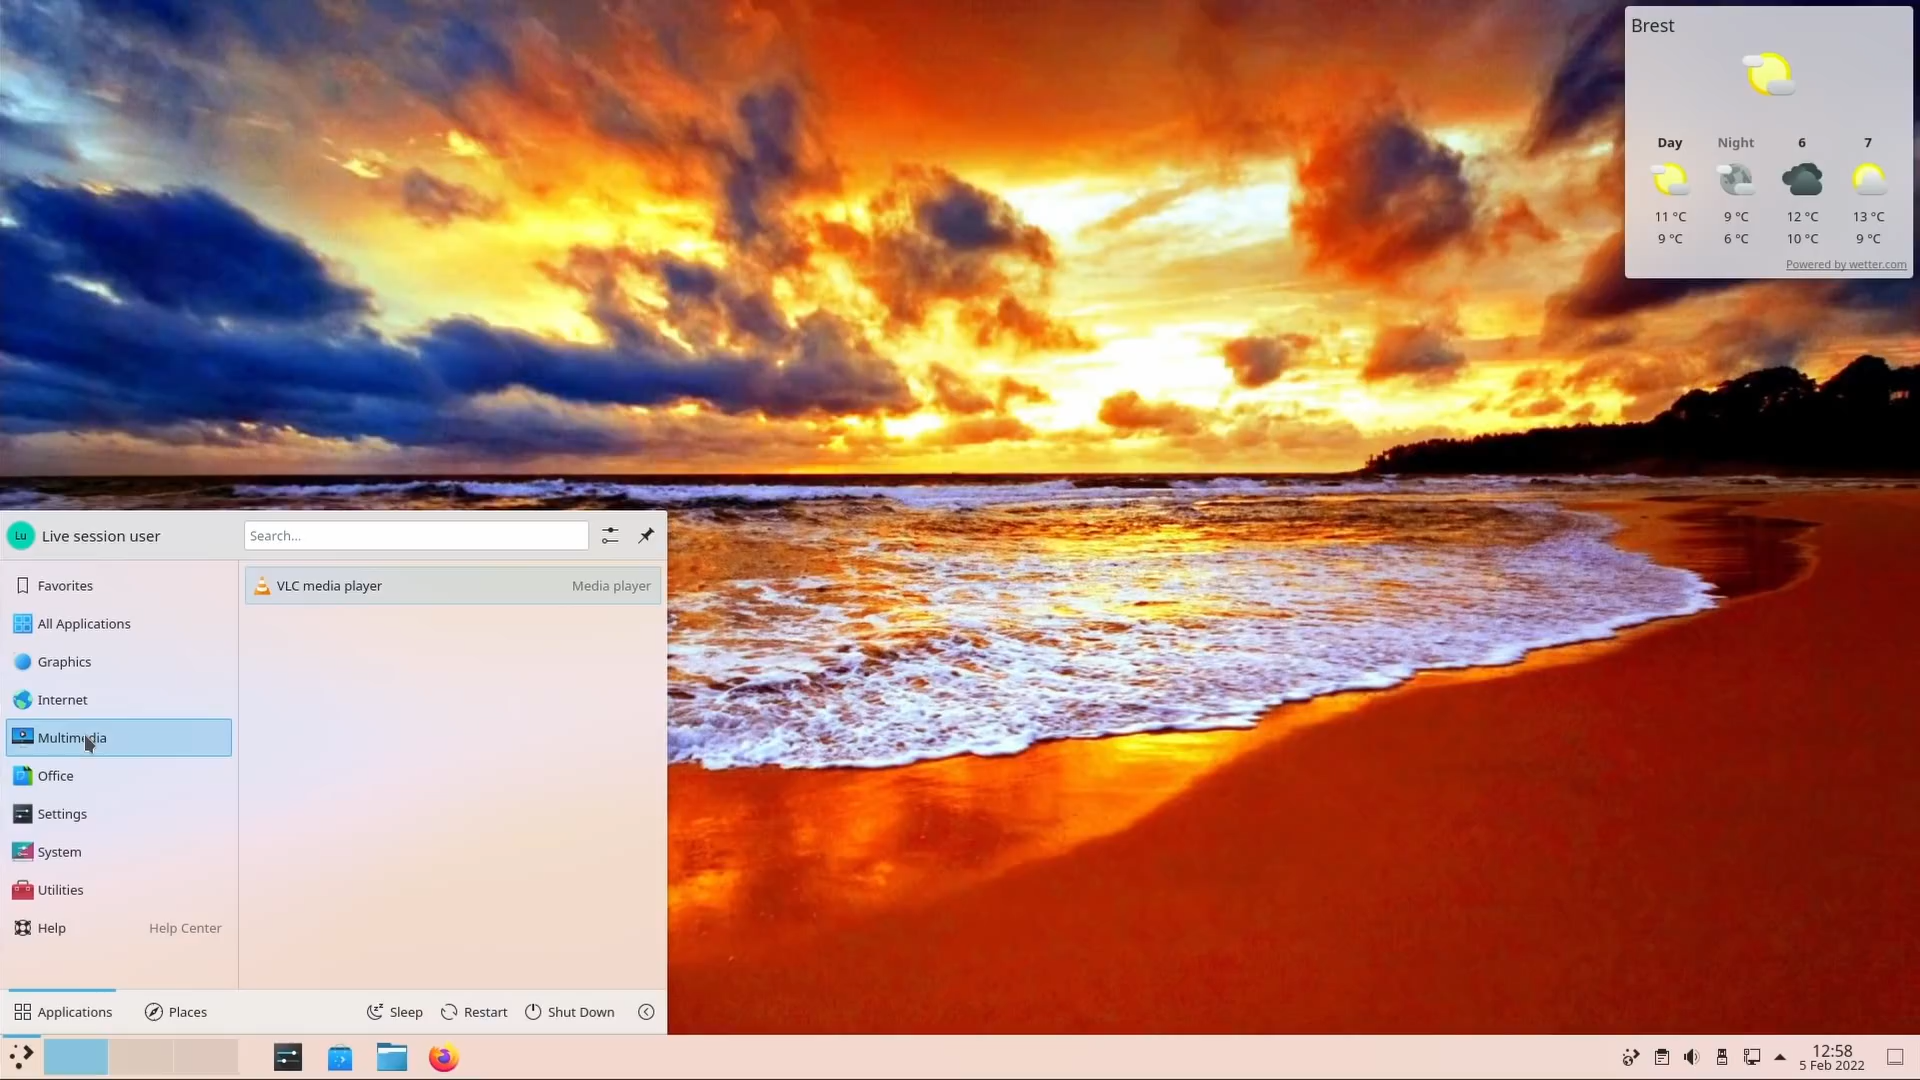 Brest
Day Night 6 7
11 °C 9 °C 12 °C 13 °C
9 °C 6 °C 10 °C 9 °C
Powered by wetter.com
Lu Live session user Search...
Favorites
VLC media player Media player
All Applications
Graphics
Internet
Multimedia
Office
Settings
System
Utilities
Help Help Center
Applications Places Sleep Restart Shut Down
12:58
5 Feb 2022